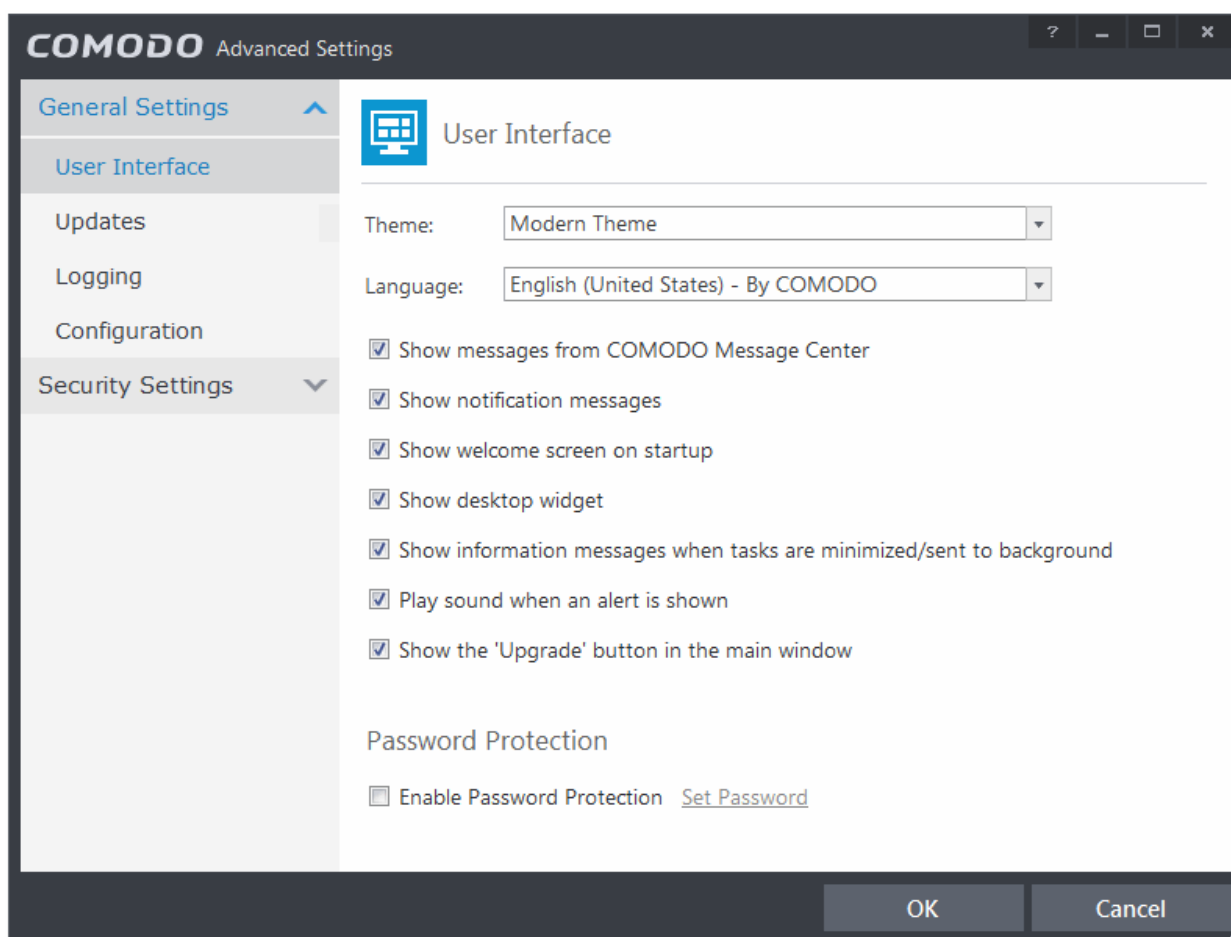 COMODO Advanced Settings
?
General Settings
User Interface
Updates
Logging
Configuration
Security Settings
User Interface
Theme: Modern Theme
Language: English (United States) - By COMODO
Show messages from COMODO Message Center
Show notification messages
Show welcome screen on startup
Show desktop widget
Show information messages when tasks are minimized/sent to background
Play sound when an alert is shown
Show the 'Upgrade' button in the main window
Password Protection
Enable Password Protection Set Password
OK Cancel